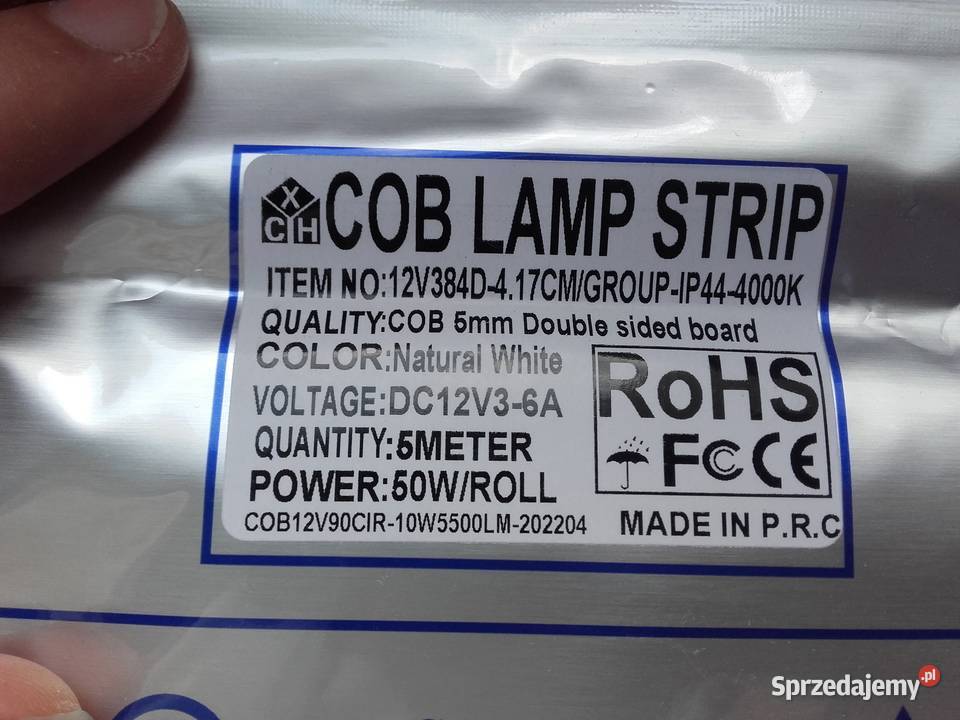 XCH COB LAMP STRIP
ITEM NO:12V384D-4.17CM/GROUP-IP44-4000K
QUALITY:COB 5mm Double sided board
COLOR:Natural White
VOLTAGE:DC12V3-6A
QUANTITY:5METER
POWER:50W/ROLL
COB12V90CIR-10W5500LM-202204
RoHS
FC CE
MADE IN P.R.C
Sprzedajemy.pl